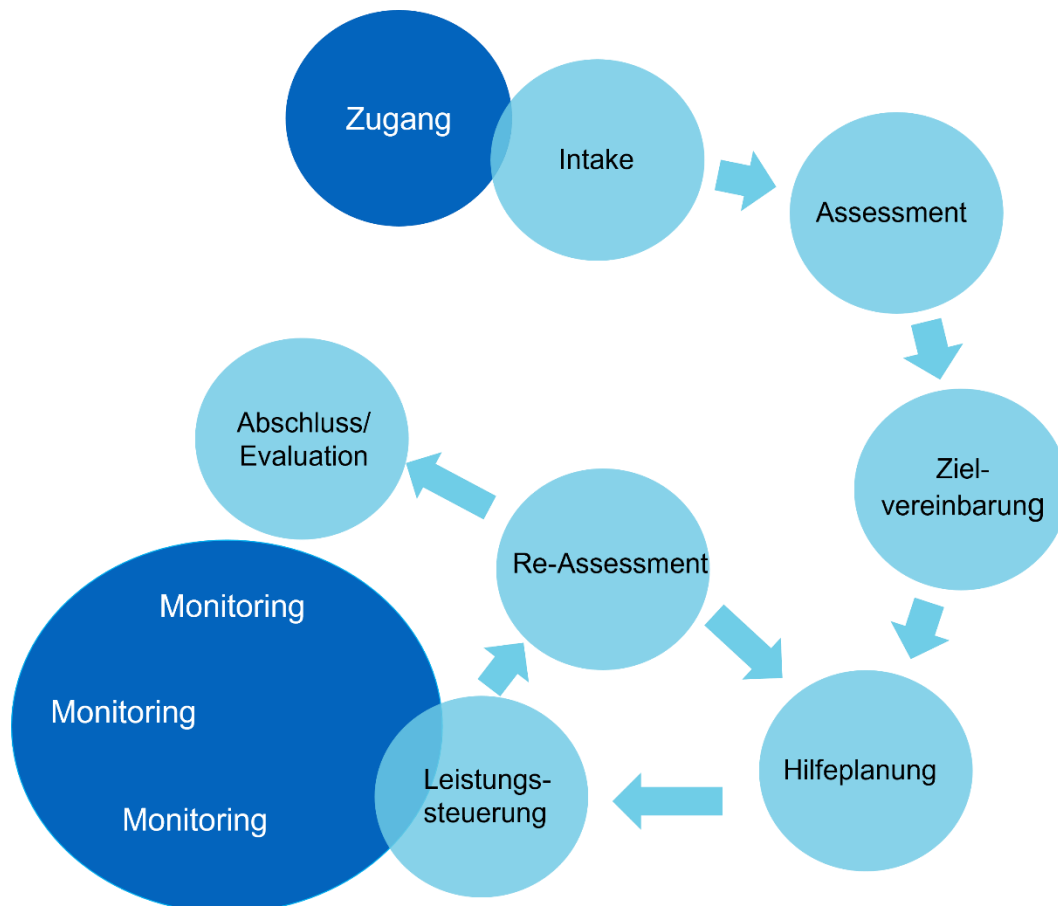 Zugang
Intake
Assessment
Ziel-
vereinbarung
Hilfeplanung
Leistungs-
steuerung
Re-Assessment
Abschluss/
Evaluation
Monitoring
Monitoring
Monitoring